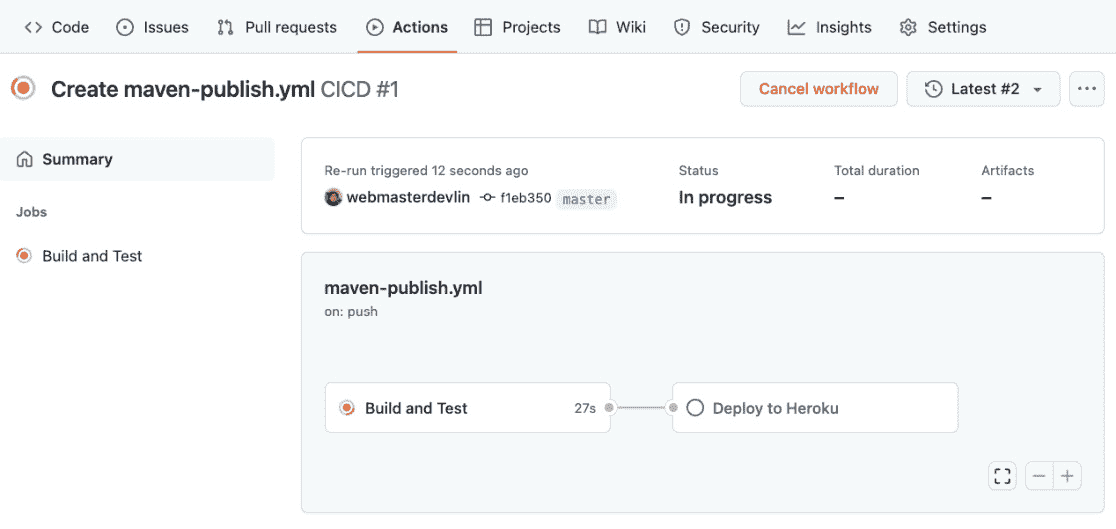 Code Issues Pull requests Actions Projects Wiki Security Insights Settings
Create maven-publish.yml CICD #1 Cancel workflow Latest #2 ...
Summary
Jobs
Build and Test
Re-run triggered 12 seconds ago Status Total duration Artifacts
webmasterdevlin f1eb350 master In progress – –
maven-publish.yml
on: push
Build and Test 27s Deploy to Heroku